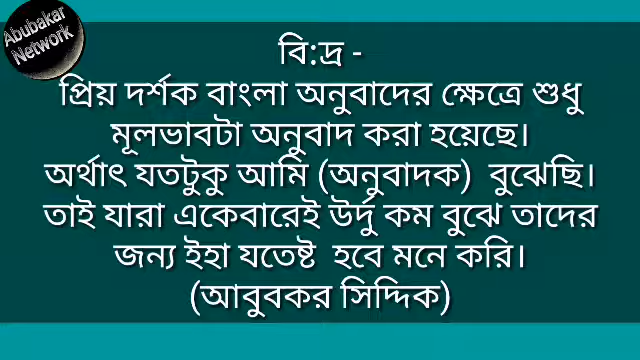 Abubakar
Network
বি:দ্র -
প্রিয় দর্শক বাংলা অনুবাদের ক্ষেত্রে শুধু
মূলভাবটা অনুবাদ করা হয়েছে।
অর্থাৎ যতটুকু আমি (অনুবাদক) বুঝেছি।
তাই যারা একেবারেই উর্দু কম বুঝে তাদের
জন্য ইহা যতেষ্ট হবে মনে করি।
(আবুবকর সিদ্দিক)